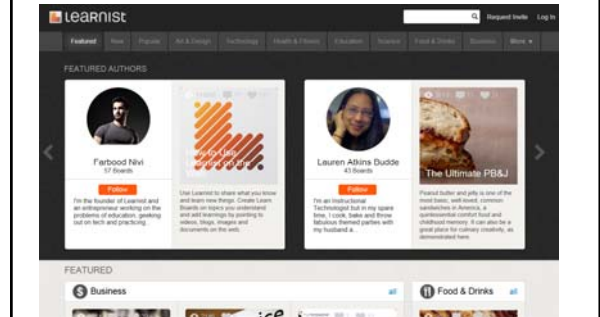 Learnist
Request Invite Log In
Featured New Popular Art & Design Technology Health & Fitness Education Science Food & Drinks Business More
FEATURED AUTHORS
Farbood Nivi
57 Boards
Follow
I'm the founder of Learnist and
an entrepreneur working on the
problems of education, geeking
out on tech and practicing...
How to Use
Learnist on the
Use Learnist to share what you know
and learn new things. Create Learn
Boards on topics you understand
and add learnings by pointing to
videos, blogs, images and
documents on the web.
Lauren Atkins Budde
43 Boards
Follow
I'm an Instructional
Technologist but in my spare
time, I cook, bake and throw
fabulous themed parties with
my husband a...
The Ultimate PB&J
Peanut butter and jelly is one of the
most basic, well-loved, common
sandwiches in America, a
quintessential comfort food and
childhood memory. It can also be a
great place for culinary creativity, as
demonstrated here.
FEATURED
Business all
Food & Drinks all